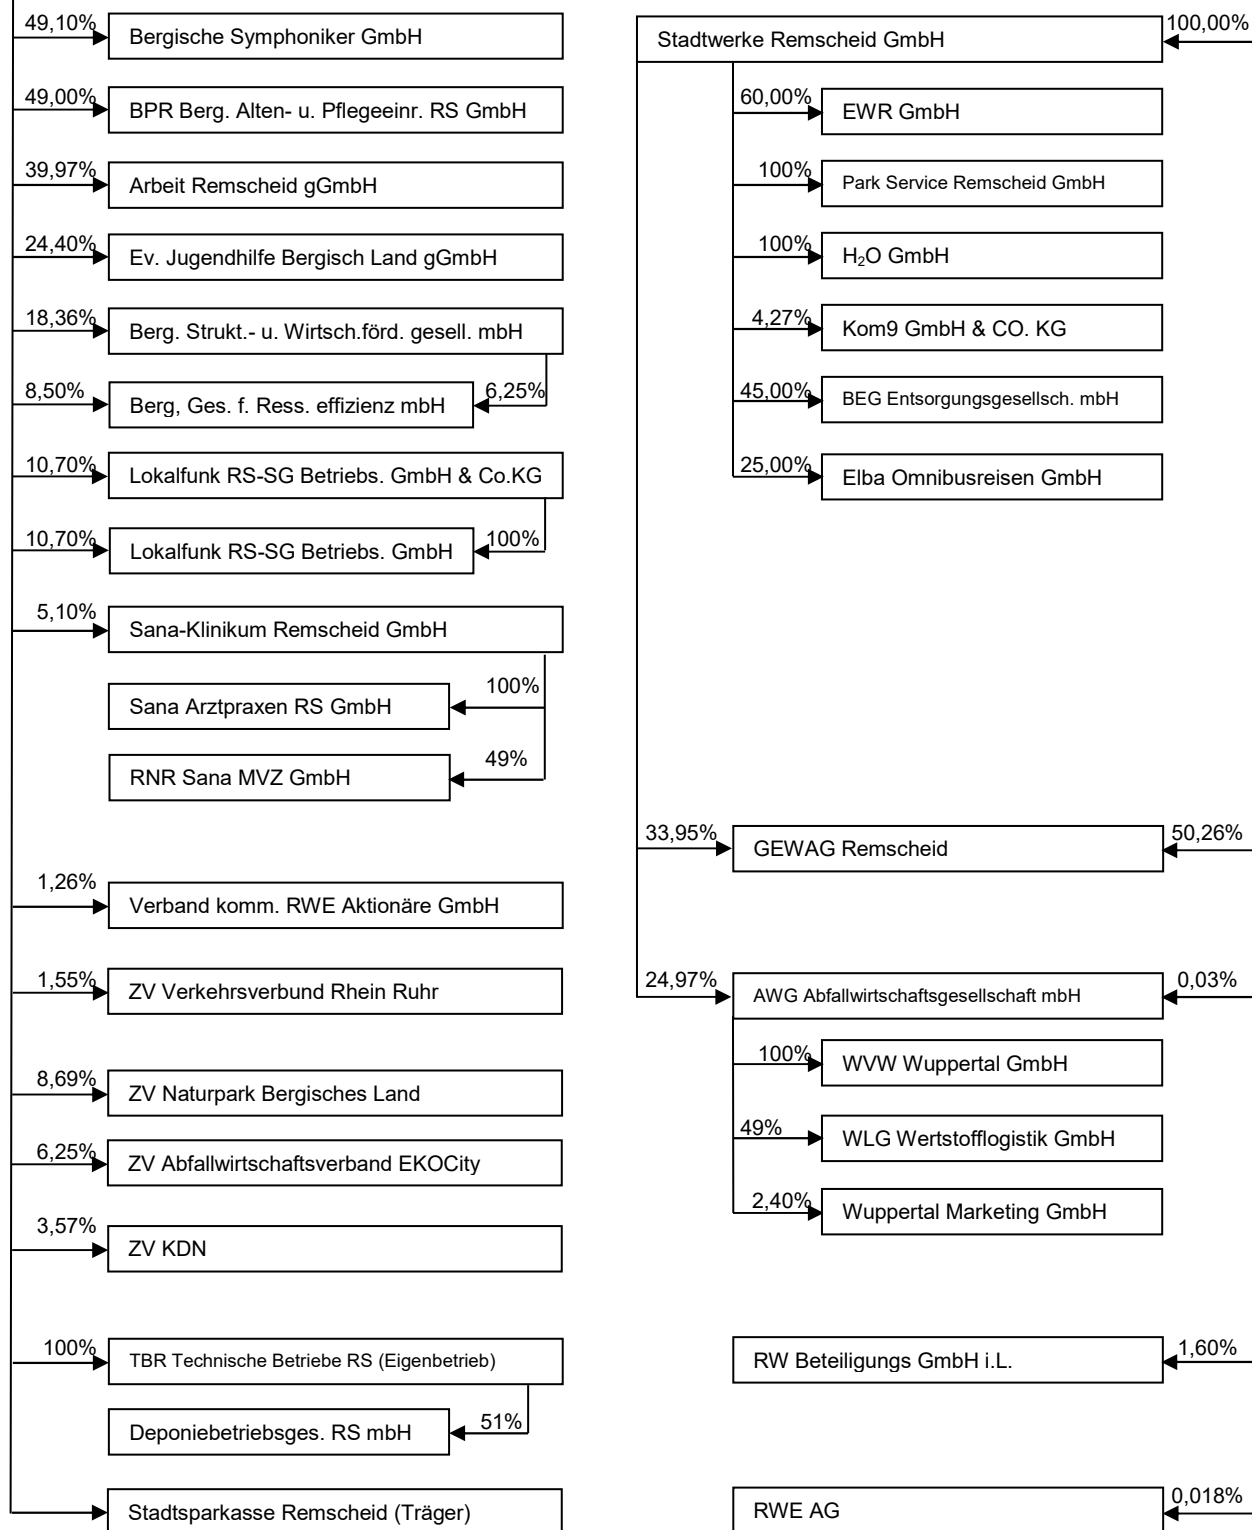 49,10%
Bergische Symphoniker GmbH
49,00%
BPR Berg. Alten- u. Pflegeeinr. RS GmbH
39,97%
Arbeit Remscheid gGmbH
24,40%
Ev. Jugendhilfe Bergisch Land gGmbH
18,36%
Berg. Strukt.- u. Wirtsch.förd. gesell. mbH
8,50%
Berg, Ges. f. Ress. effizienz mbH
6,25%
10,70%
Lokalfunk RS-SG Betriebs. GmbH & Co.KG
10,70%
Lokalfunk RS-SG Betriebs. GmbH
100%
5,10%
Sana-Klinikum Remscheid GmbH
Sana Arztpraxen RS GmbH
100%
RNR Sana MVZ GmbH
49%
1,26%
Verband komm. RWE Aktionäre GmbH
1,55%
ZV Verkehrsverbund Rhein Ruhr
8,69%
ZV Naturpark Bergisches Land
6,25%
ZV Abfallwirtschaftsverband EKOCity
3,57%
ZV KDN
100%
TBR Technische Betriebe RS (Eigenbetrieb)
Deponiebetriebsges. RS mbH
51%
Stadtsparkasse Remscheid (Träger)
Stadtwerke Remscheid GmbH
100,00%
60,00%
EWR GmbH
100%
Park Service Remscheid GmbH
100%
H₂O GmbH
4,27%
Kom9 GmbH & CO. KG
45,00%
BEG Entsorgungsgesellsch. mbH
25,00%
Elba Omnibusreisen GmbH
33,95%
GEWAG Remscheid
50,26%
24,97%
AWG Abfallwirtschaftsgesellschaft mbH
0,03%
100%
WVW Wuppertal GmbH
49%
WLG Wertstofflogistik GmbH
2,40%
Wuppertal Marketing GmbH
RW Beteiligungs GmbH i.L.
1,60%
RWE AG
0,018%